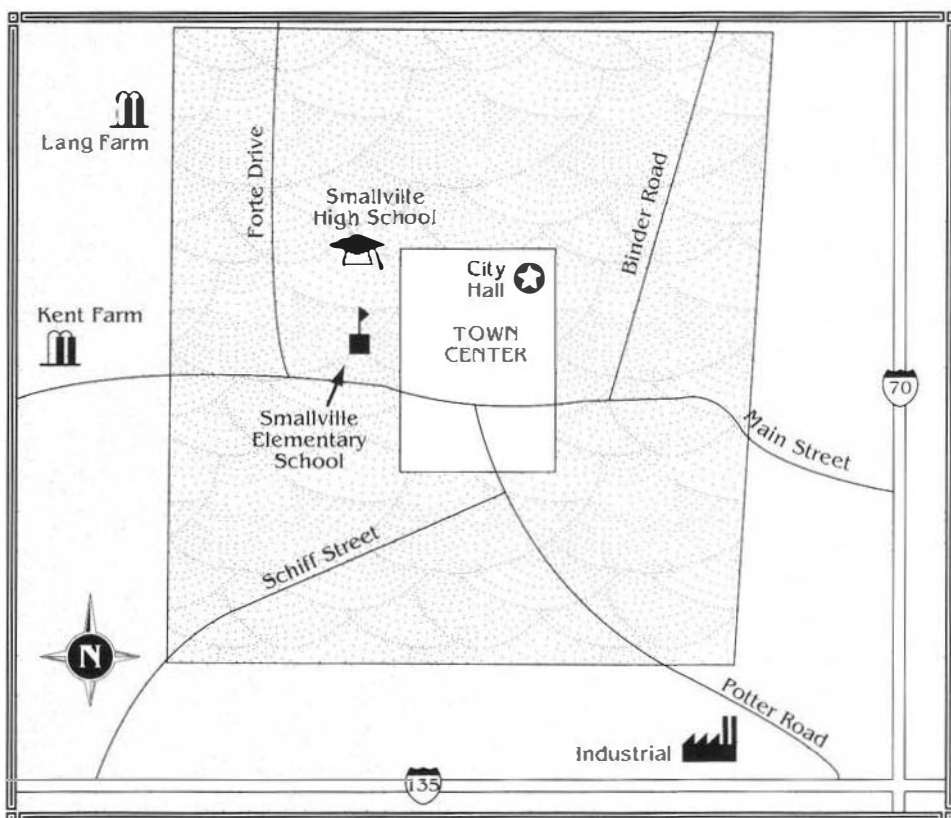 Lang Farm
Forte Drive
Smallville
High School
Binder Road
City
Hall
Kent Farm
TOWN
CENTER
70
Smallville
Elementary
School
Main Street
Schiff Street
N
Potter Road
Industrial
135